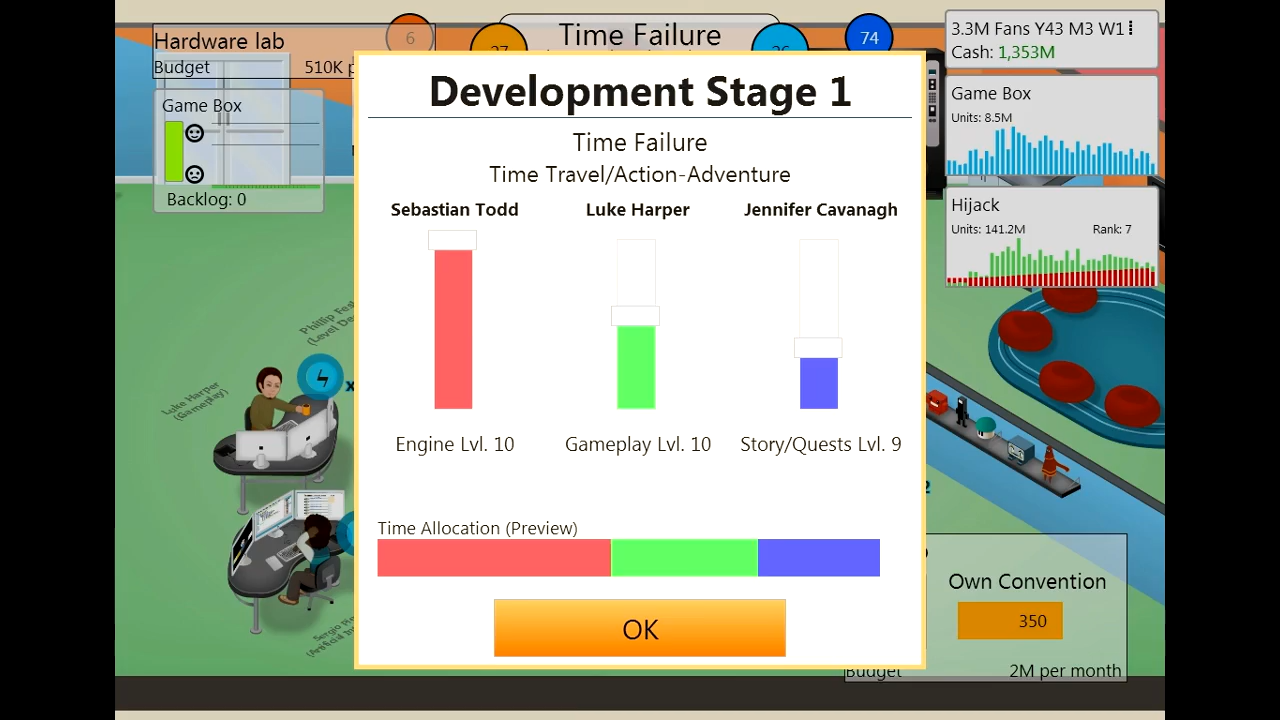 Hardware lab
Budget 510K p
Game Box
Backlog: 0
6
27
Time Failure
26
74
3.3M Fans Y43 M3 W1
Cash: 1,353M
Game Box
Units: 8.5M
Hijack
Units: 141.2M Rank: 7
Development Stage 1
Time Failure
Time Travel/Action-Adventure
Sebastian Todd Luke Harper Jennifer Cavanagh
Engine Lvl. 10 Gameplay Lvl. 10 Story/Quests Lvl. 9
Time Allocation (Preview)
OK
Luke Harper
(Gameplay)
Own Convention
350
Budget 2M per month